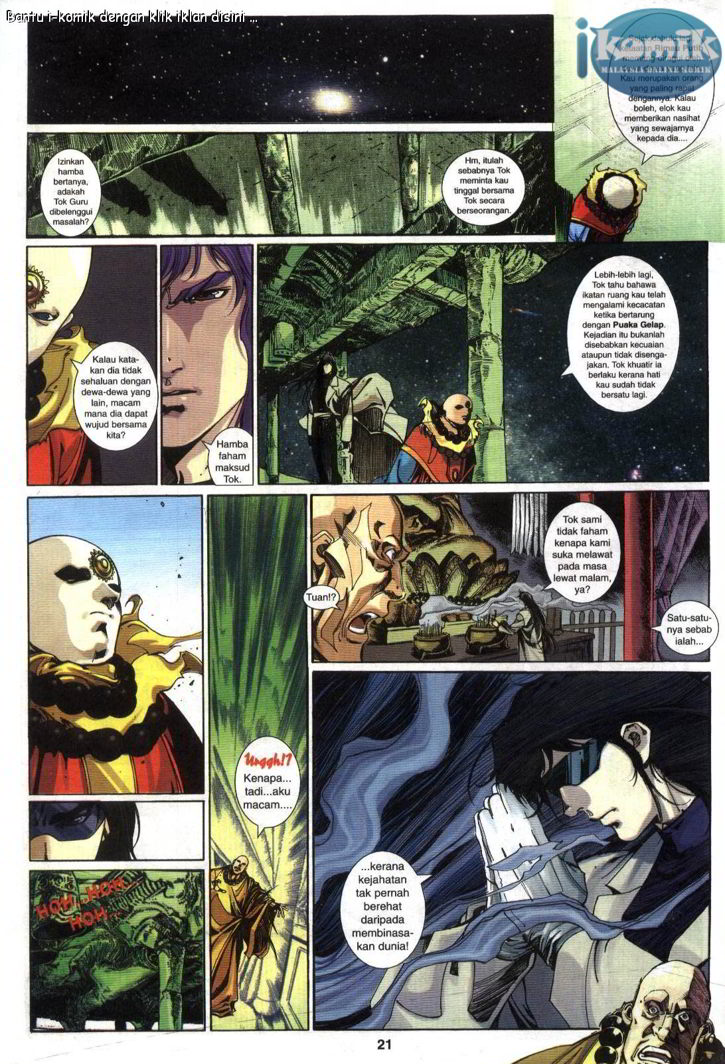 Bantu i-komik dengan klik iklan disini ...
ikomik
MALAYSIA ONLINE KOMIK
Rimau Putih
Kau merupakan orang
yang paling rapat
dengannya. Kalau
boleh, elok kau
memberikan nasihat
yang sewajarnya
kepada dia....
Izinkan
hamba
bertanya,
adakah
Tok Guru
dibelenggui
masalah?
Hm, itulah
sebabnya Tok
meminta kau
tinggal bersama
Tok secara
berseorangan.
Kalau kata-
kan dia tidak
sehaluan dengan
dewa-dewa yang
lain, macam
mana dia dapat
wujud bersama
kita?
Hamba
faham
maksud
Tok.
Lebih-lebih lagi,
Tok tahu bahawa
ikatan ruang kau telah
mengalami kecacatan
ketika bertarung
dengan Puaka Gelap.
Kejadian itu bukanlah
disebabkan kecuaian
ataupun tidak disenga-
jakan. Tok khuatir ia
berlaku kerana hati
kau sudah tidak
bersatu lagi.
Tuan!?
Tok sami
tidak faham
kenapa kami
suka melawat
pada masa
lewat malam,
ya?
Satu-satu-
nya sebab
ialah...
HOH...HOH...
HOH...
Urggh!?
Kenapa...
tadi...aku
macam....
...kerana
kejahatan
tak pernah
berehat
daripada
membinasa-
kan dunia!
21